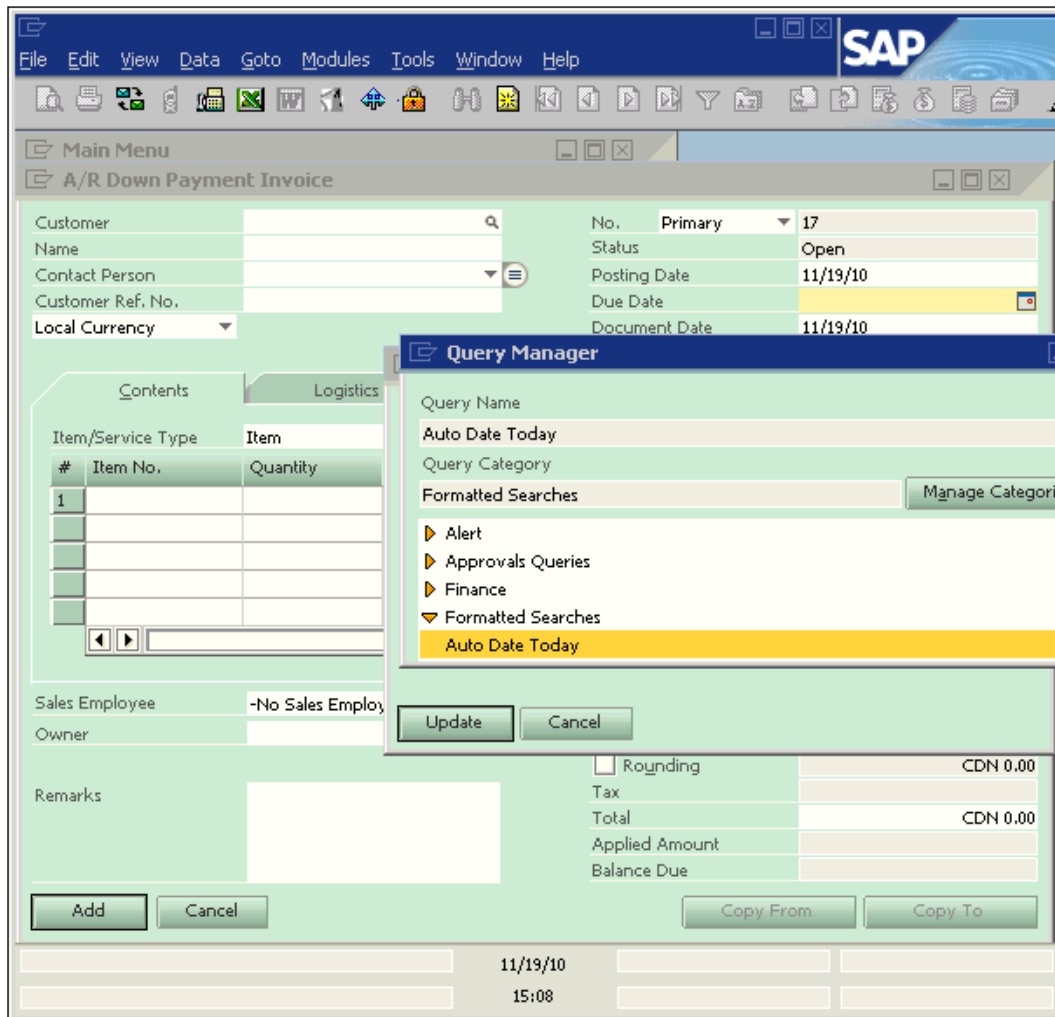 SAP
File Edit View Data Goto Modules Tools Window Help
Main Menu
A/R Down Payment Invoice
Customer
No. Primary 17
Name
Status Open
Contact Person
Posting Date 11/19/10
Customer Ref. No.
Due Date
Local Currency
Document Date 11/19/10
Query Manager
Contents Logistics
Query Name
Item/Service Type Item
Auto Date Today
# Item No. Quantity
Query Category
1
Formatted Searches Manage Categori
Alert
Approvals Queries
Finance
Formatted Searches
Auto Date Today
Sales Employee -No Sales Employ
Update Cancel
Owner
Rounding CDN 0.00
Remarks
Tax
Total CDN 0.00
Applied Amount
Balance Due
Add Cancel Copy From Copy To
11/19/10
15:08